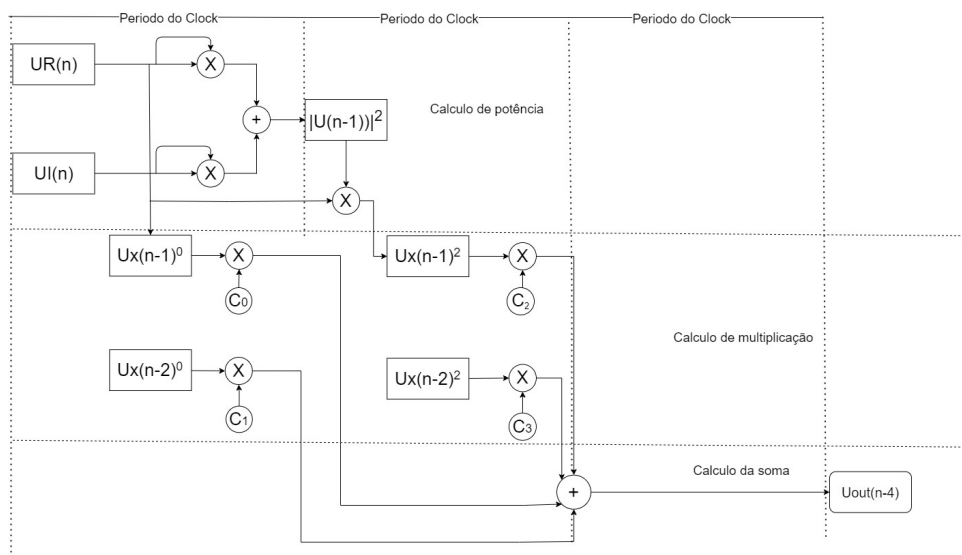 Periodo do Clock
Periodo do Clock
Periodo do Clock
UR(n)
X
+
|U(n-1))|²
Calculo de potência
UI(n)
X
X
Ux(n-1)⁰
X
Ux(n-1)²
X
C₀
C₂
Calculo de multiplicação
Ux(n-2)⁰
X
Ux(n-2)²
X
C₁
C₃
Calculo da soma
+
Uout(n-4)